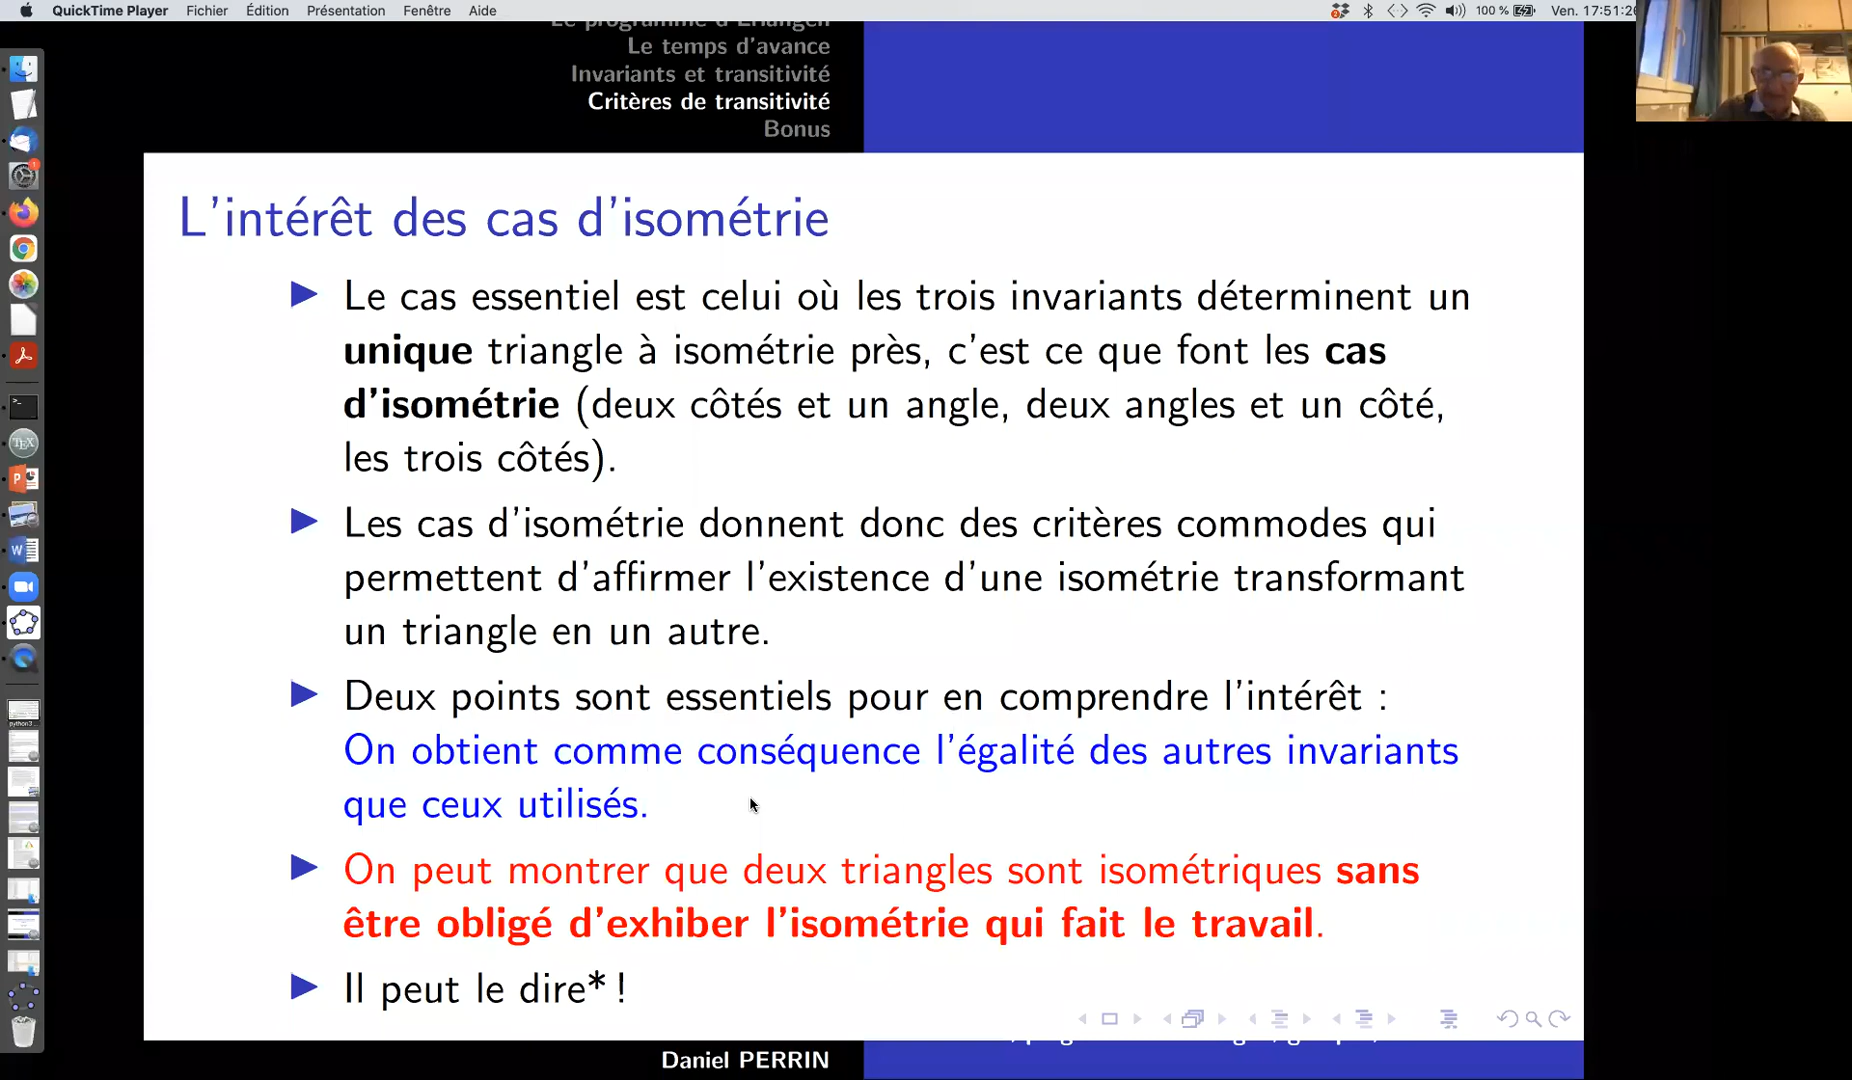 QuickTime Player Fichier Édition Présentation Fenêtre Aide 100 % Ven. 17:51:26
Le programme d'Erlangen
Le temps d'avance
Invariants et transitivité
Critères de transitivité
Bonus
L'intérêt des cas d'isométrie
Le cas essentiel est celui où les trois invariants déterminent un
unique triangle à isométrie près, c'est ce que font les cas
d'isométrie (deux côtés et un angle, deux angles et un côté,
les trois côtés).
Les cas d'isométrie donnent donc des critères commodes qui
permettent d'affirmer l'existence d'une isométrie transformant
un triangle en un autre.
Deux points sont essentiels pour en comprendre l'intérêt :
On obtient comme conséquence l'égalité des autres invariants
que ceux utilisés.
On peut montrer que deux triangles sont isométriques sans
être obligé d'exhiber l'isométrie qui fait le travail.
Il peut le dire* !
Daniel PERRIN